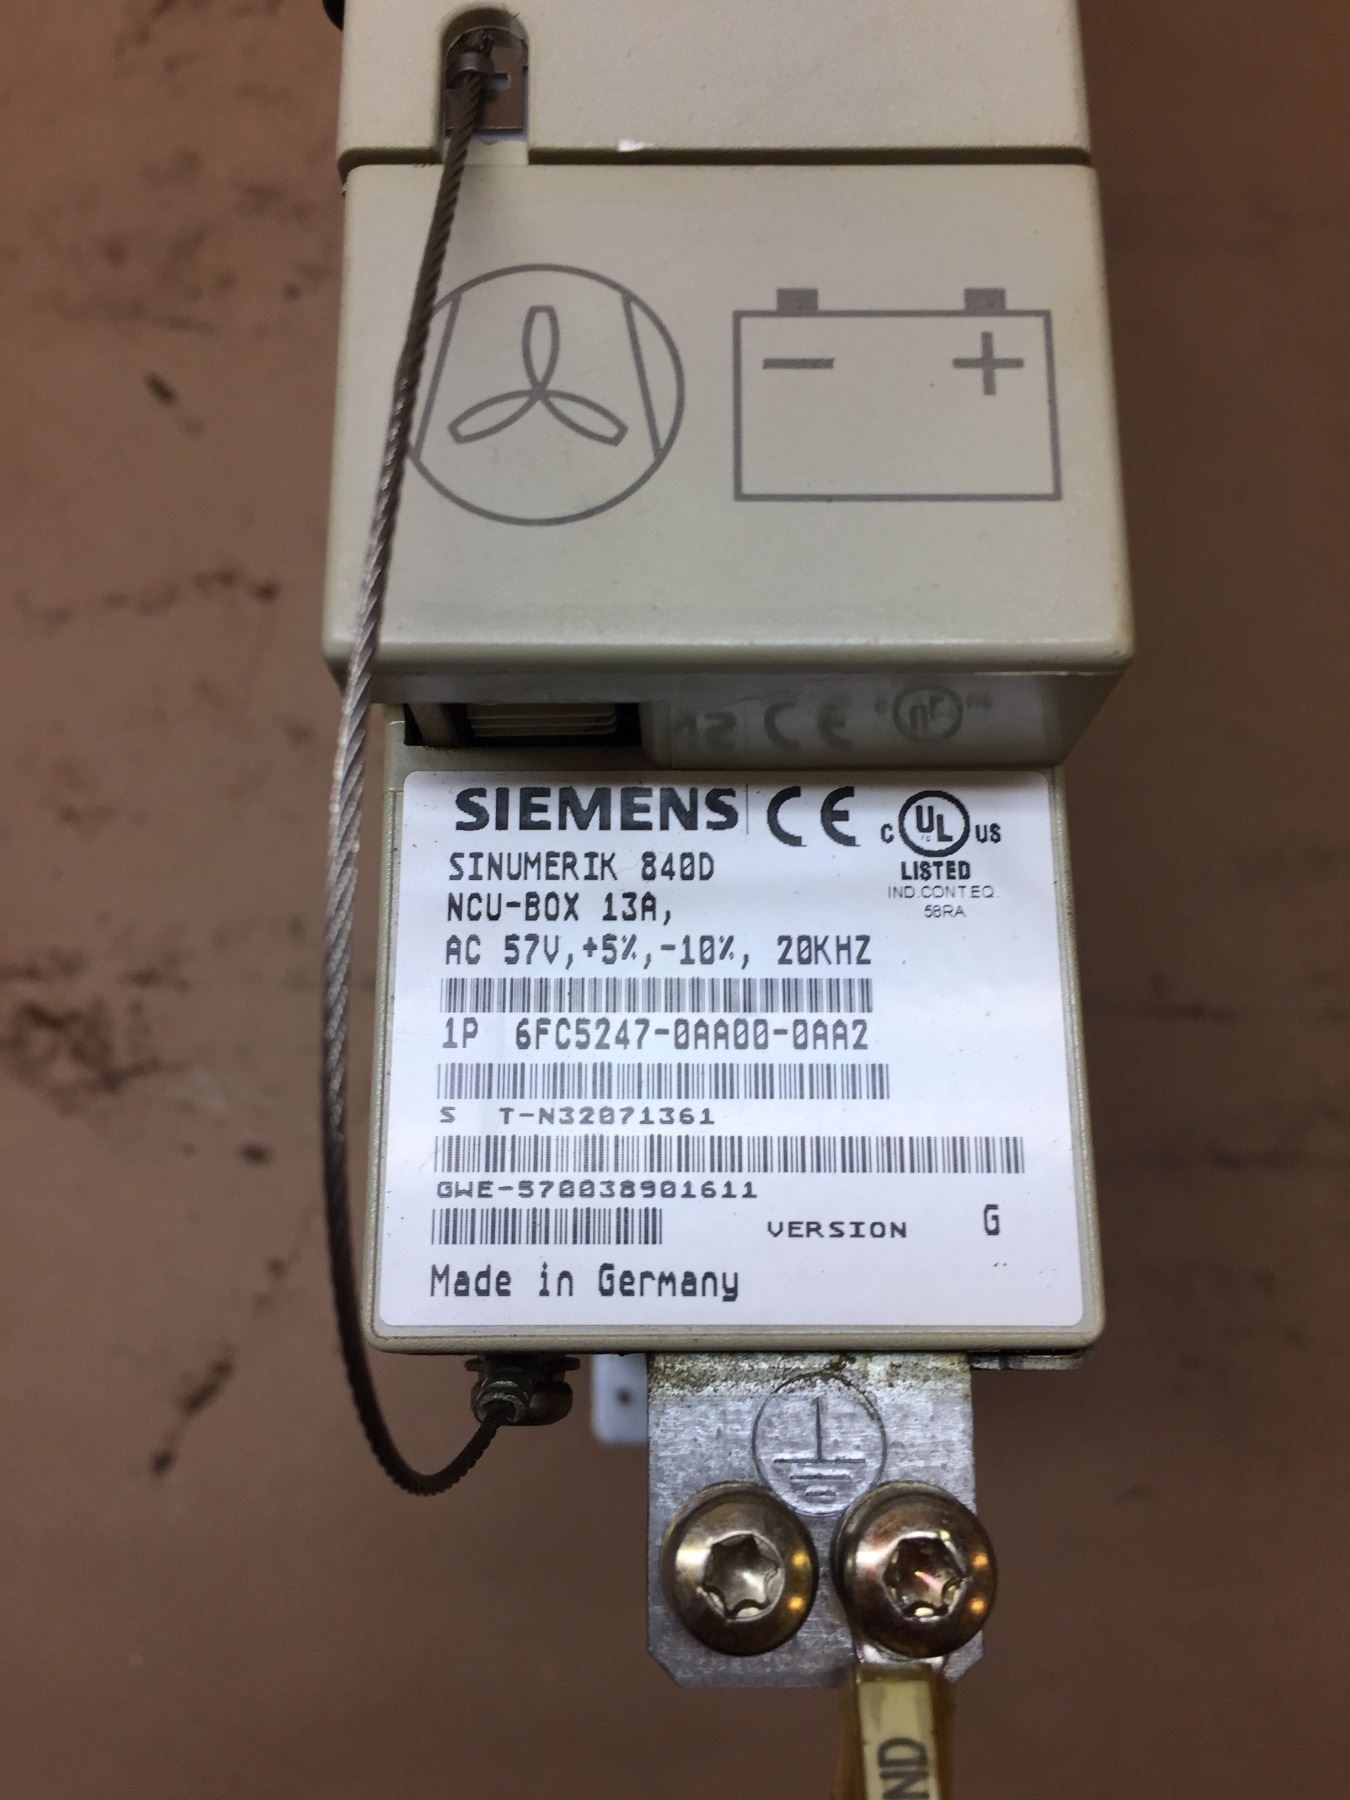 SIEMENS CE C UL US
LISTED
IND.CONT.EQ.
58RA
SINUMERIK 840D
NCU-BOX 13A,
AC 57V,+5%,-10%, 20KHZ
1P 6FC5247-0AA00-0AA2
S T-N32071361
GWE-570038901611
VERSION G
Made in Germany
ND